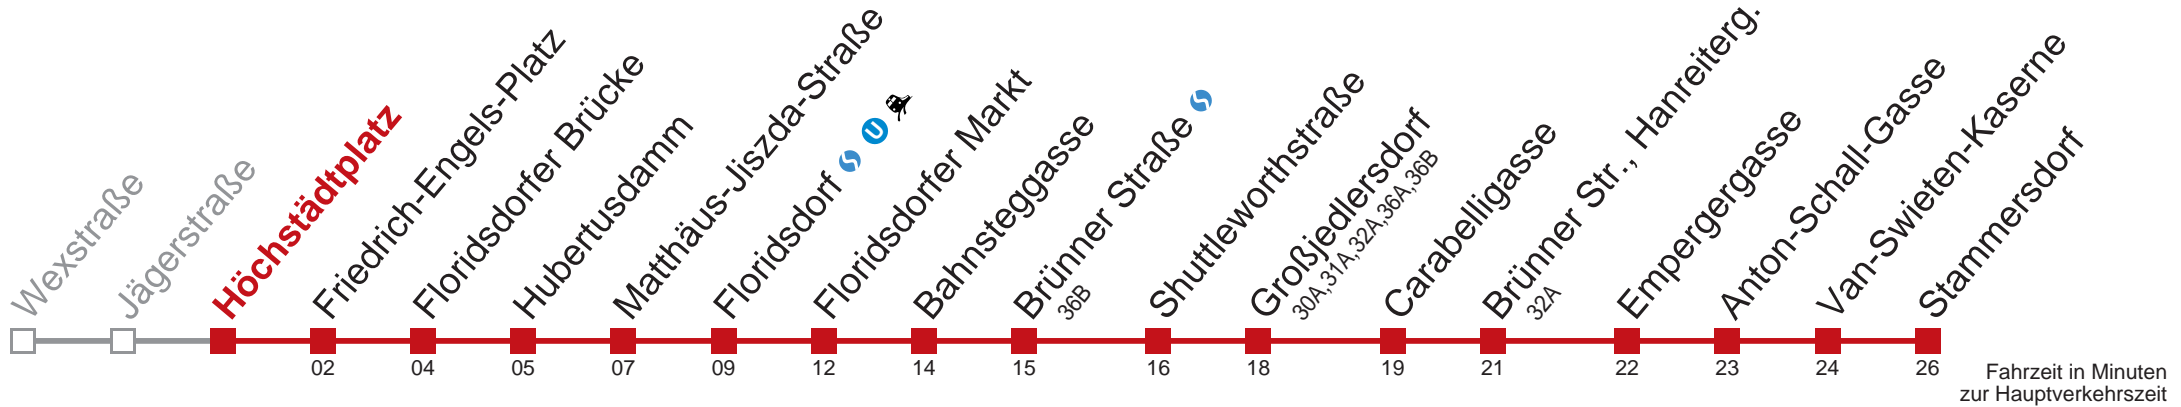 Wexstraße
Jägerstraße
Höchstädtplatz
Friedrich-Engels-Platz
Floridsdorfer Brücke
Hubertusdamm
Matthäus-Jiszda-Straße
Floridsdorf S U
Floridsdorfer Markt
Bahnsteggasse
Brünner Straße S
36B
Shuttleworthstraße
Großjedlersdorf
30A,31A,32A,36A,36B
Carabelligasse
Brünner Str., Hanreiterg.
32A
Empergergasse
Anton-Schall-Gasse
Van-Swieten-Kaserne
Stammersdorf
02 04 05 07 09 12 14 15 16 18 19 21 22 23 24 26
Fahrzeit in Minuten
zur Hauptverkehrszeit